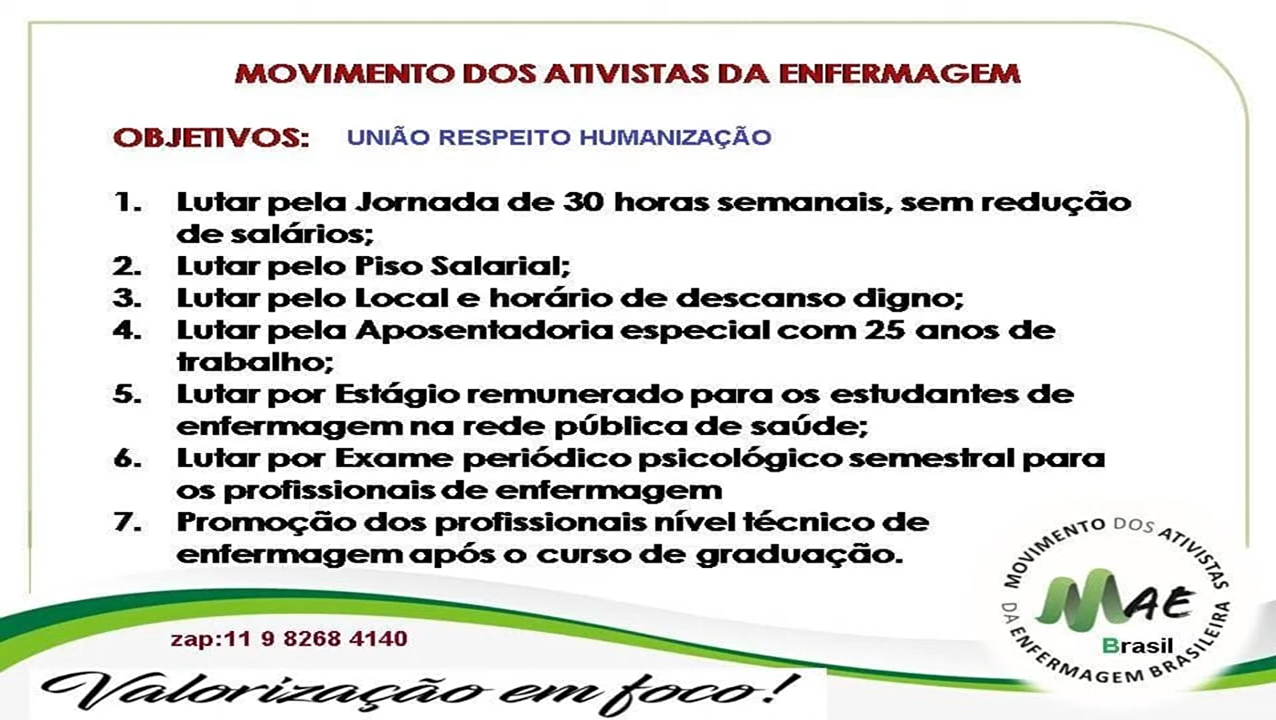 MOVIMENTO DOS ATIVISTAS DA ENFERMAGEM
OBJETIVOS: UNIÃO RESPEITO HUMANIZAÇÃO
1. Lutar pela Jornada de 30 horas semanais, sem redução
de salários;
2. Lutar pelo Piso Salarial;
3. Lutar pelo Local e horário de descanso digno;
4. Lutar pela Aposentadoria especial com 25 anos de
trabalho;
5. Lutar por Estágio remunerado para os estudantes de
enfermagem na rede pública de saúde;
6. Lutar por Exame periódico psicológico semestral para
os profissionais de enfermagem
7. Promoção dos profissionais nível técnico de
enfermagem após o curso de graduação.
MOVIMENTO DOS ATIVISTAS
DA ENFERMAGEM BRASILEIRA
MAE
Brasil
zap:11 9 8268 4140
Valorização em foco!